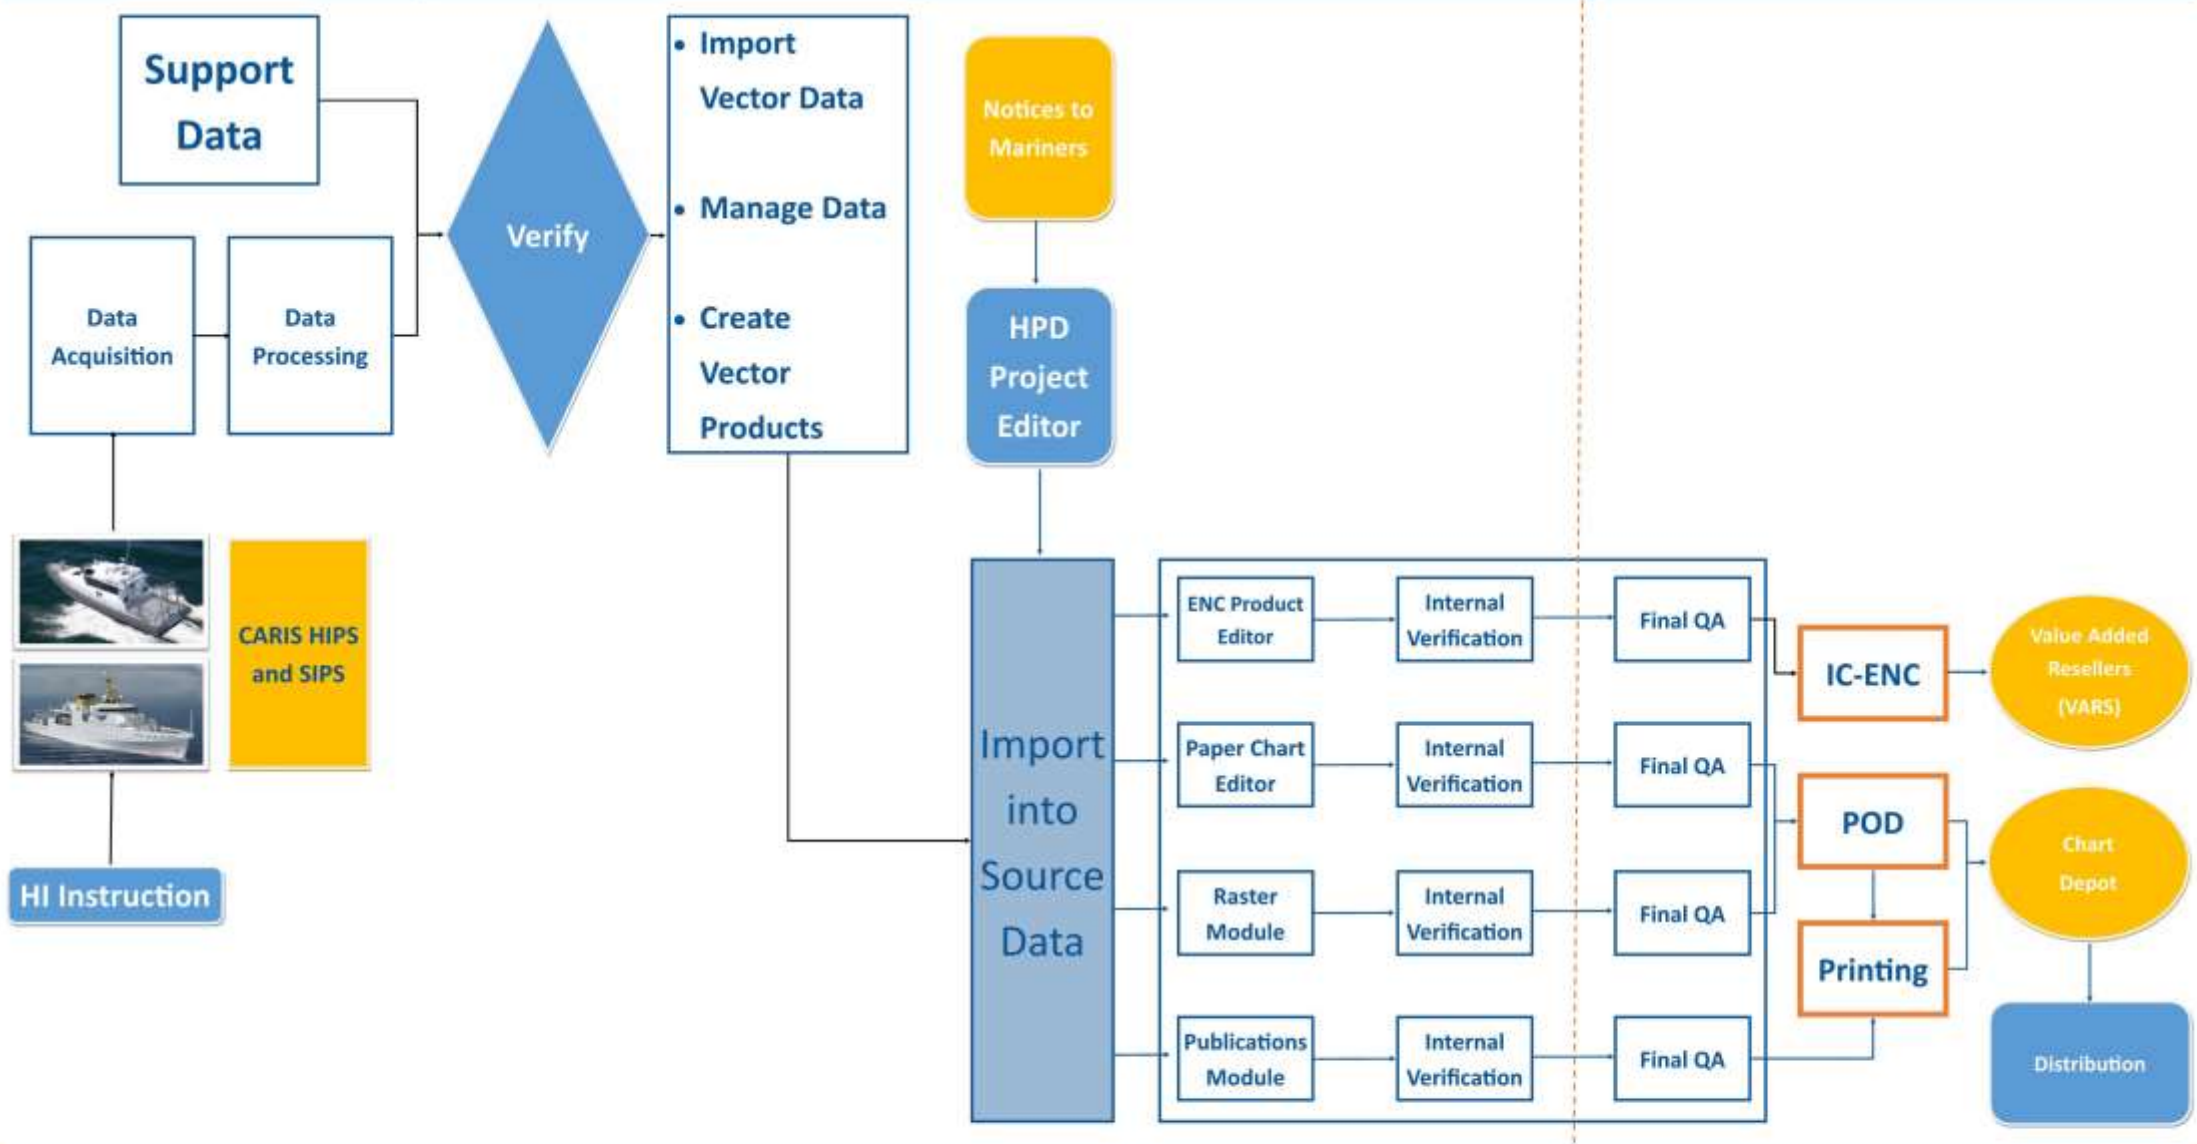 Support
Data
Data
Acquisition
Data
Processing
Verify
• Import
Vector Data
• Manage Data
• Create
Vector
Products
Notices to
Mariners
HPD
Project
Editor
CARIS HIPS
and SIPS
HI Instruction
Import
into
Source
Data
ENC Product
Editor
Internal
Verification
Final QA
Paper Chart
Editor
Internal
Verification
Final QA
Raster
Module
Internal
Verification
Final QA
Publications
Module
Internal
Verification
Final QA
IC-ENC
POD
Printing
Value Added
Resellers
(VARS)
Chart
Depot
Distribution